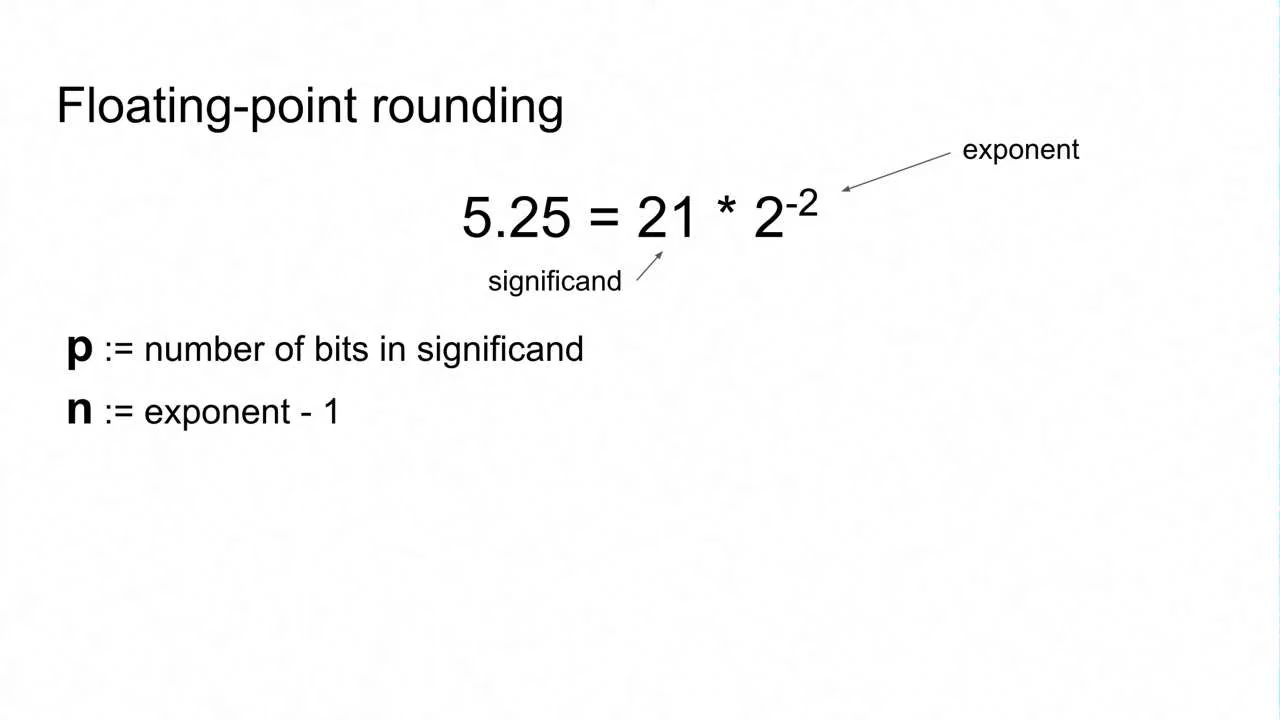 Floating-point rounding
exponent
5.25 = 21 * 2⁻²
significand
p := number of bits in significand
n := exponent - 1